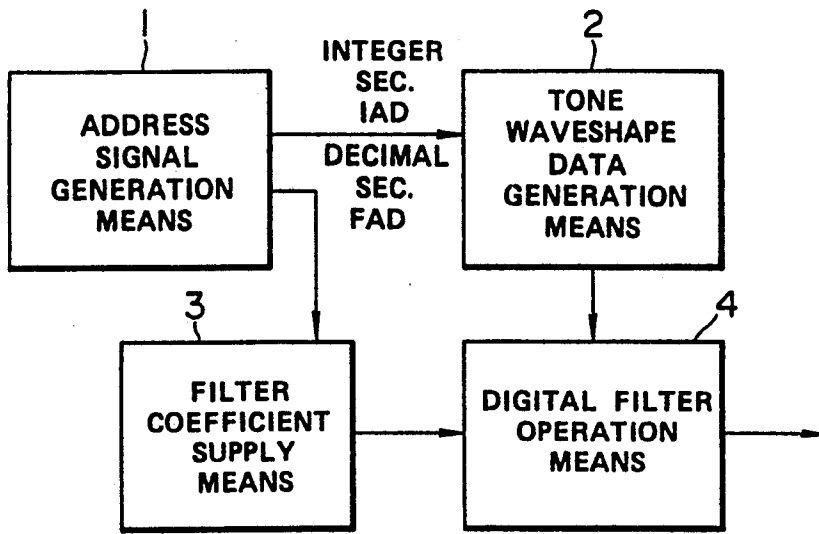 1
ADDRESS
SIGNAL
GENERATION
MEANS
INTEGER
SEC.
IAD
DECIMAL
SEC.
FAD
2
TONE
WAVESHAPE
DATA
GENERATION
MEANS
3
FILTER
COEFFICIENT
SUPPLY
MEANS
4
DIGITAL FILTER
OPERATION
MEANS